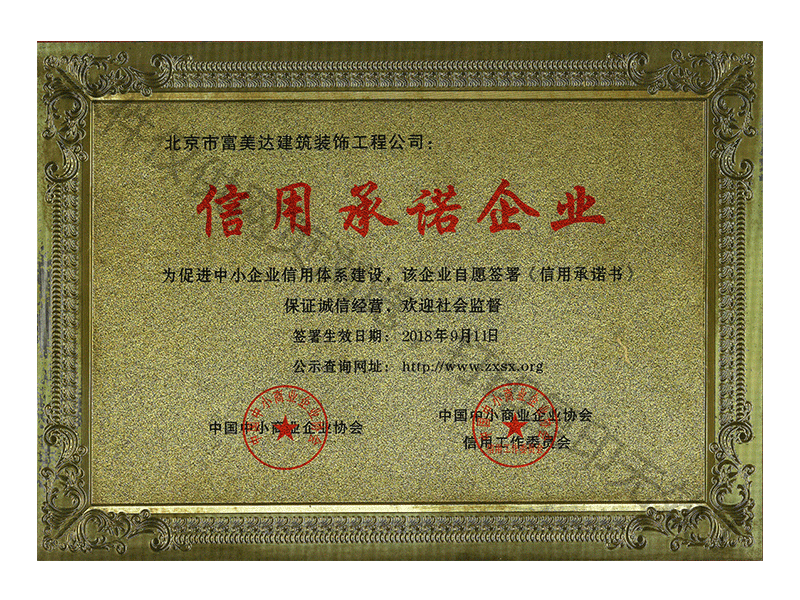 北京市富美达建筑装饰工程公司：
信用承诺企业
为促进中小企业信用体系建设，该企业自愿签署《信用承诺书》
保证诚信经营，欢迎社会监督
签署生效日期：2018年9月11日
公示查询网址：http://www.zxsx.org
中国中小商业企业协会
中国中小商业企业协会
信用工作委员会